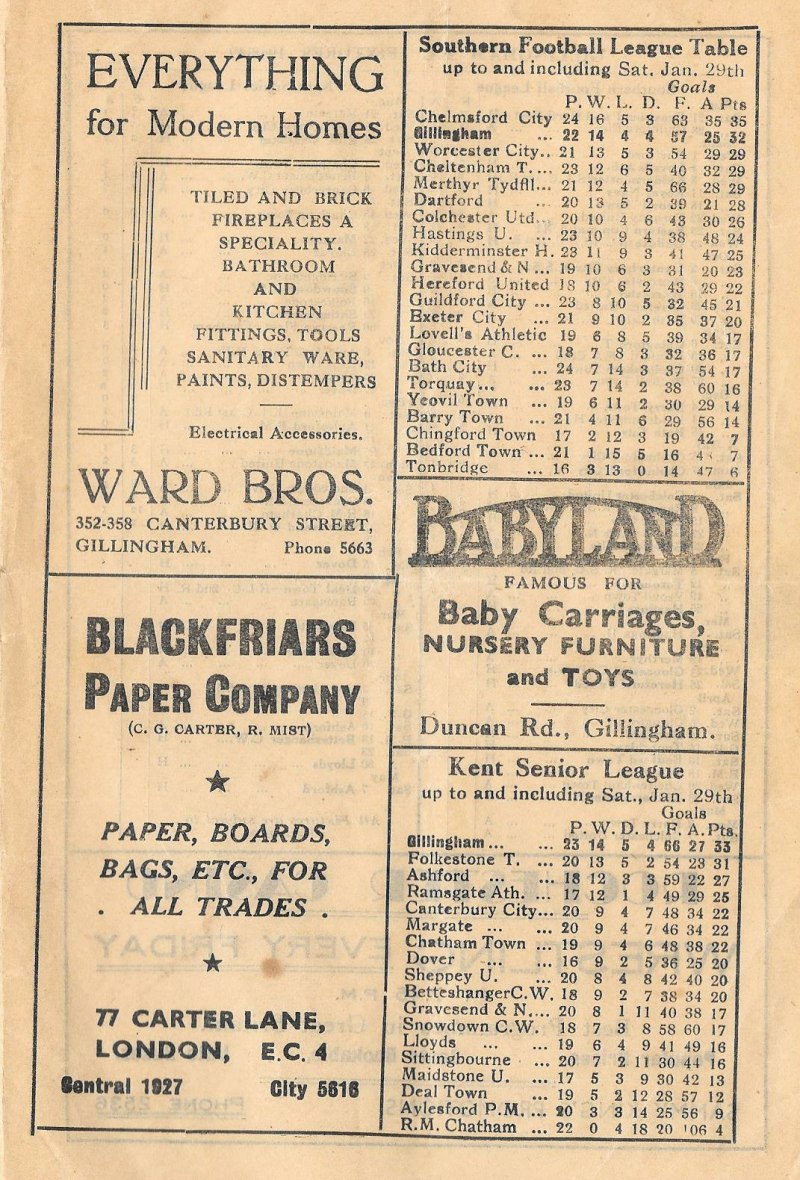 EVERYTHING
for Modern Homes
TILED AND BRICK
FIREPLACES A
SPECIALITY.
BATHROOM
AND
KITCHEN
FITTINGS, TOOLS
SANITARY WARE,
PAINTS, DISTEMPERS
Electrical Accessories.
WARD BROS.
352-358 CANTERBURY STREET,
GILLINGHAM. Phone 5663
BLACKFRIARS
PAPER COMPANY
(C. G. CARTER, R. MIST)
PAPER, BOARDS,
BAGS, ETC., FOR
. ALL TRADES .
77 CARTER LANE,
LONDON, E.C. 4
Central 1927 City 5616
Southern Football League Table
up to and including Sat. Jan. 29th
Goals
P. W. L. D. F. A Pts
Chelmsford City 24 16 5 3 63 35 35
Gillingham ... 22 14 4 4 57 25 32
Worcester City.. 21 13 5 3 54 29 29
Cheltenham T. ... 23 12 6 5 40 32 29
Merthyr Tydfil... 21 12 4 5 66 28 29
Dartford ... 20 13 5 2 39 21 28
Colchester Utd... 20 10 4 6 43 30 26
Hastings U. ... 23 10 9 4 38 48 24
Kidderminster H. 23 11 9 3 41 47 25
Gravesend & N ... 19 10 6 3 31 20 23
Hereford United 18 10 6 2 43 29 22
Guildford City ... 23 8 10 5 32 45 21
Exeter City ... 21 9 10 2 35 37 20
Lovell's Athletic 19 6 8 5 39 34 17
Gloucester C. ... 18 7 8 3 32 36 17
Bath City ... 24 7 14 3 37 54 17
Torquay... ... 23 7 14 2 38 60 16
Yeovil Town ... 19 6 11 2 30 29 14
Barry Town ... 21 4 11 6 29 56 14
Chingford Town 17 2 12 3 19 42 7
Bedford Town ... 21 1 15 5 16 7
Tonbridge ... 16 3 13 0 14 47 6
BABYLAND
FAMOUS FOR
Baby Carriages,
NURSERY FURNITURE
and TOYS
Duncan Rd., Gillingham.
Kent Senior League
up to and including Sat., Jan. 29th
Goals
P. W. D. L. F. A. Pts.
Gillingham ... ... 23 14 5 4 66 27 33
Folkestone T. ... 20 13 5 2 54 23 31
Ashford ... ... 18 12 3 3 59 22 27
Ramsgate Ath. ... 17 12 1 4 49 29 25
Canterbury City... 20 9 4 7 48 34 22
Margate ... ... 20 9 4 7 46 34 22
Chatham Town ... 19 9 4 6 48 38 22
Dover ... ... 16 9 2 5 36 25 20
Sheppey U. ... 20 8 4 8 42 40 20
Betteshanger C.W. 18 9 2 7 38 34 20
Gravesend & N.... 20 8 1 11 40 38 17
Snowdown C.W. 18 7 3 8 58 60 17
Lloyds ... ... 19 6 4 9 41 49 16
Sittingbourne ... 20 7 2 11 30 44 16
Maidstone U. ... 17 5 3 9 30 42 13
Deal Town ... 19 5 2 12 28 57 12
Aylesford P.M. ... 20 3 3 14 25 56 9
R.M. Chatham ... 22 0 4 18 20 106 4